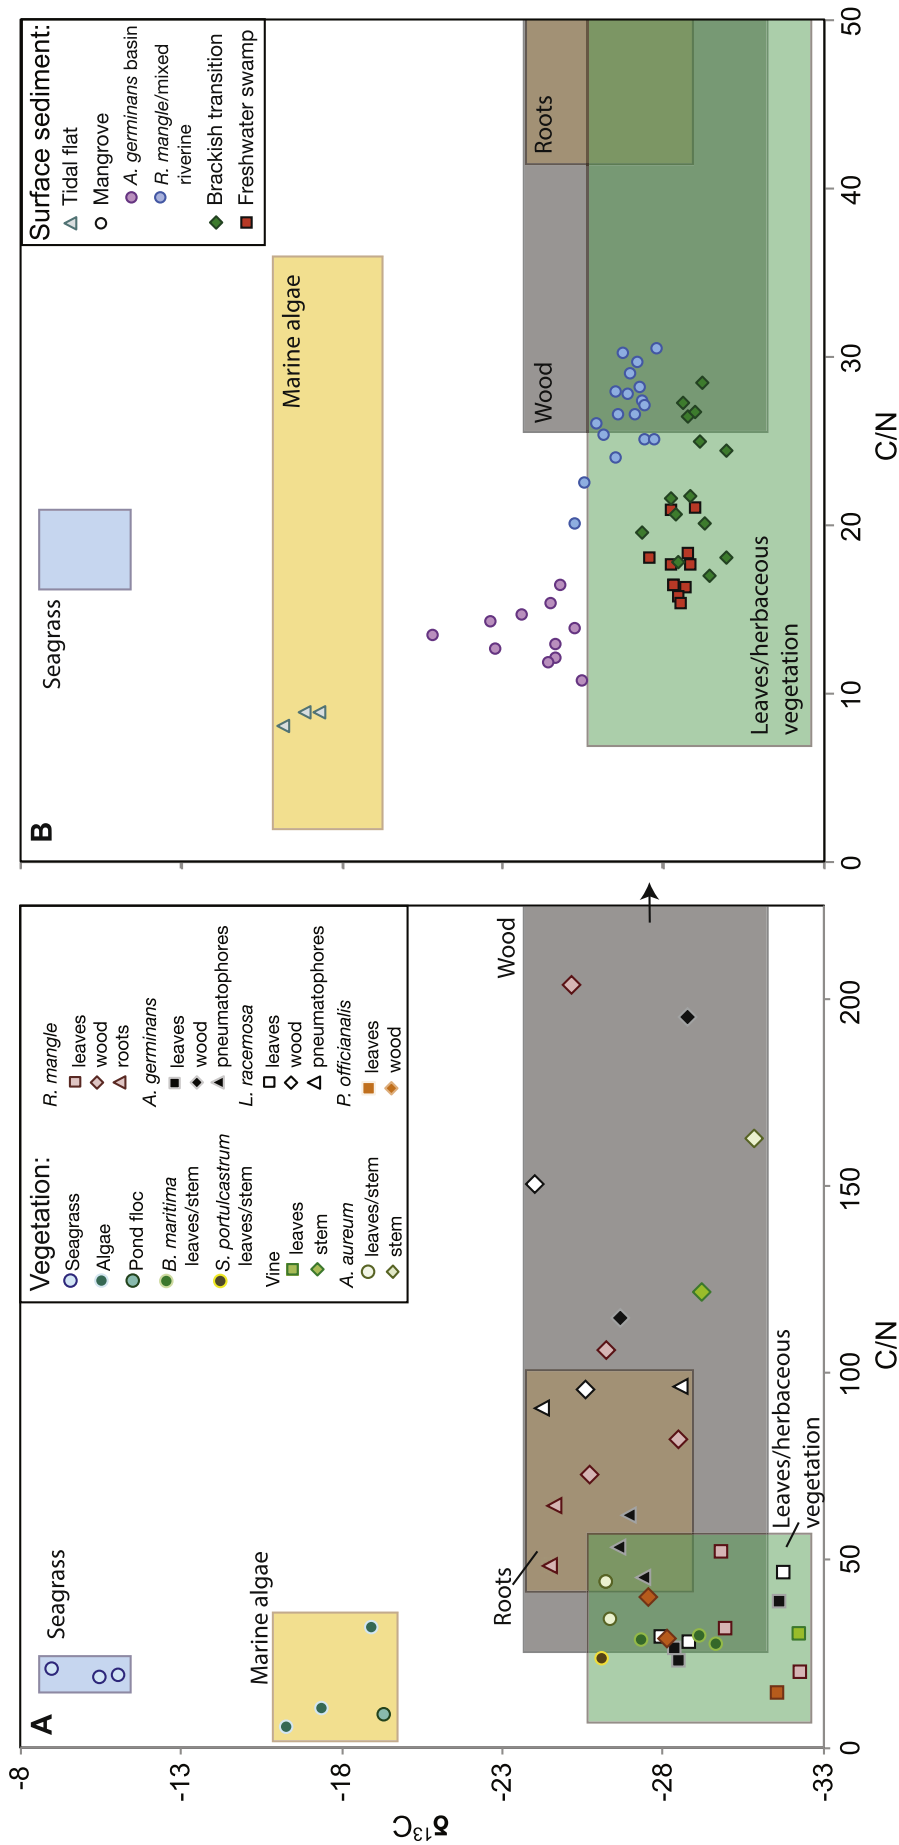 A
Vegetation:
Seagrass
Algae
Pond floc
B. maritima
leaves/stem
S. portulcastrum
leaves/stem
Vine
leaves
stem
A. aureum
leaves/stem
stem
R. mangle
leaves
wood
roots
A. germinans
leaves
wood
pneumatophores
L. racemosa
leaves
wood
pneumatophores
P. officianalis
leaves
wood
Seagrass
Marine algae
Roots
Wood
Leaves/herbaceous
vegetation
-8
-13
-18
-23
-28
-33
δ13C
0
50
100
150
200
C/N
B
Surface sediment:
Tidal flat
Mangrove
A. germinans basin
R. mangle/mixed
riverine
Brackish transition
Freshwater swamp
Seagrass
Marine algae
Wood
Roots
Leaves/herbaceous
vegetation
0
10
20
30
40
50
C/N